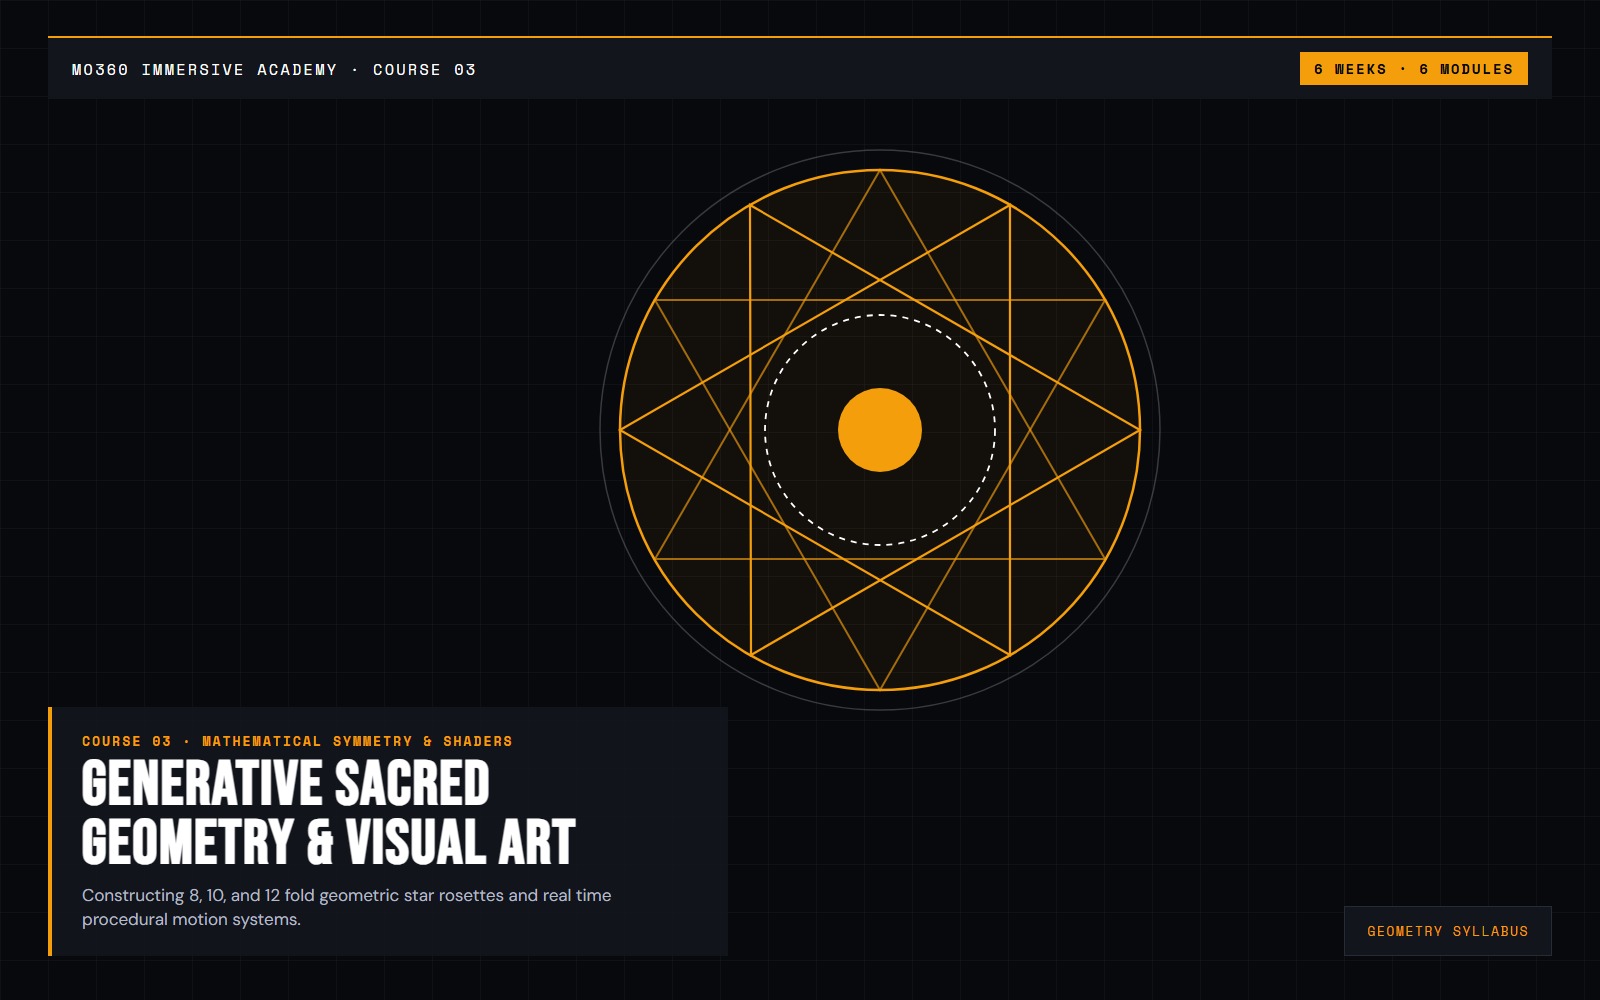 MO360 IMMERSIVE ACADEMY · COURSE 03
6 WEEKS · 6 MODULES
COURSE 03 · MATHEMATICAL SYMMETRY & SHADERS
GENERATIVE SACRED
GEOMETRY & VISUAL ART
Constructing 8, 10, and 12 fold geometric star rosettes and real time
procedural motion systems.
GEOMETRY SYLLABUS